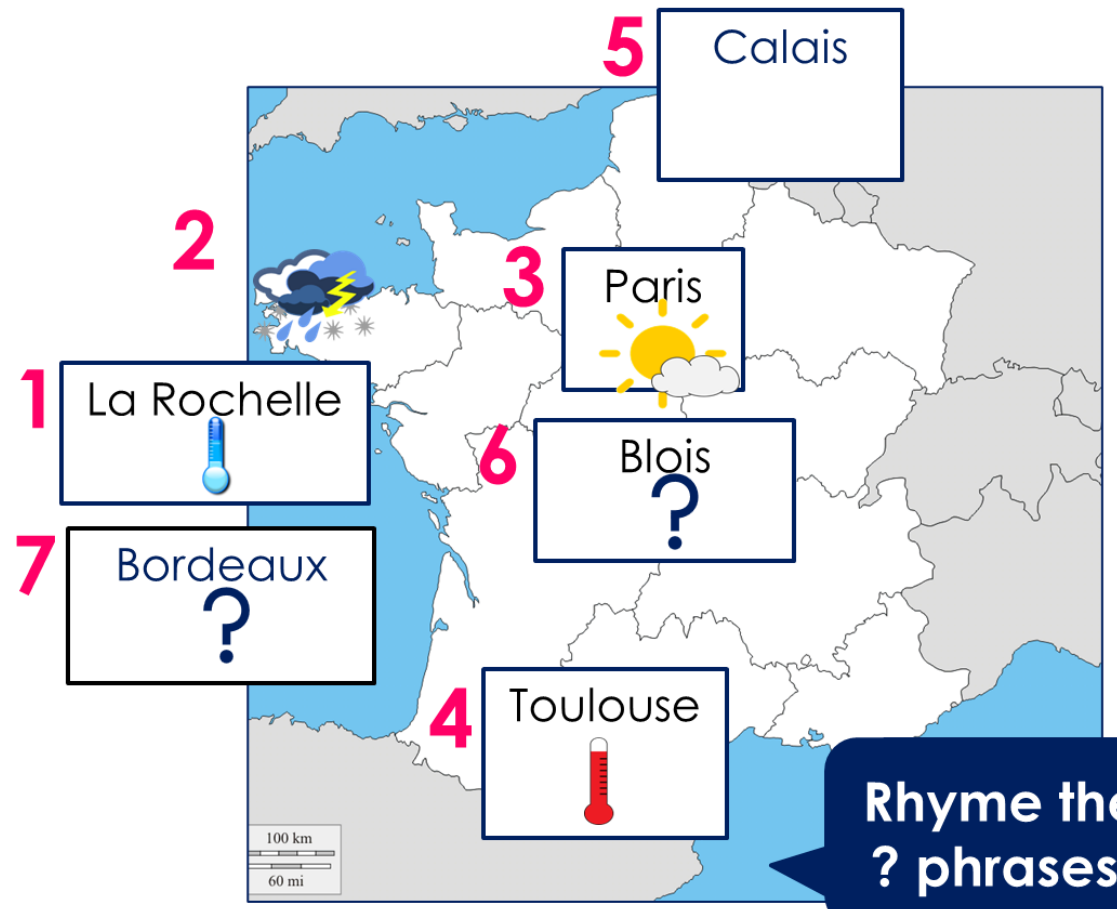 5
Calais
2
3
Paris
1
La Rochelle
6
Blois
?
7
Bordeaux
?
4
Toulouse
100 km
60 mi
Rhyme the
? phrases